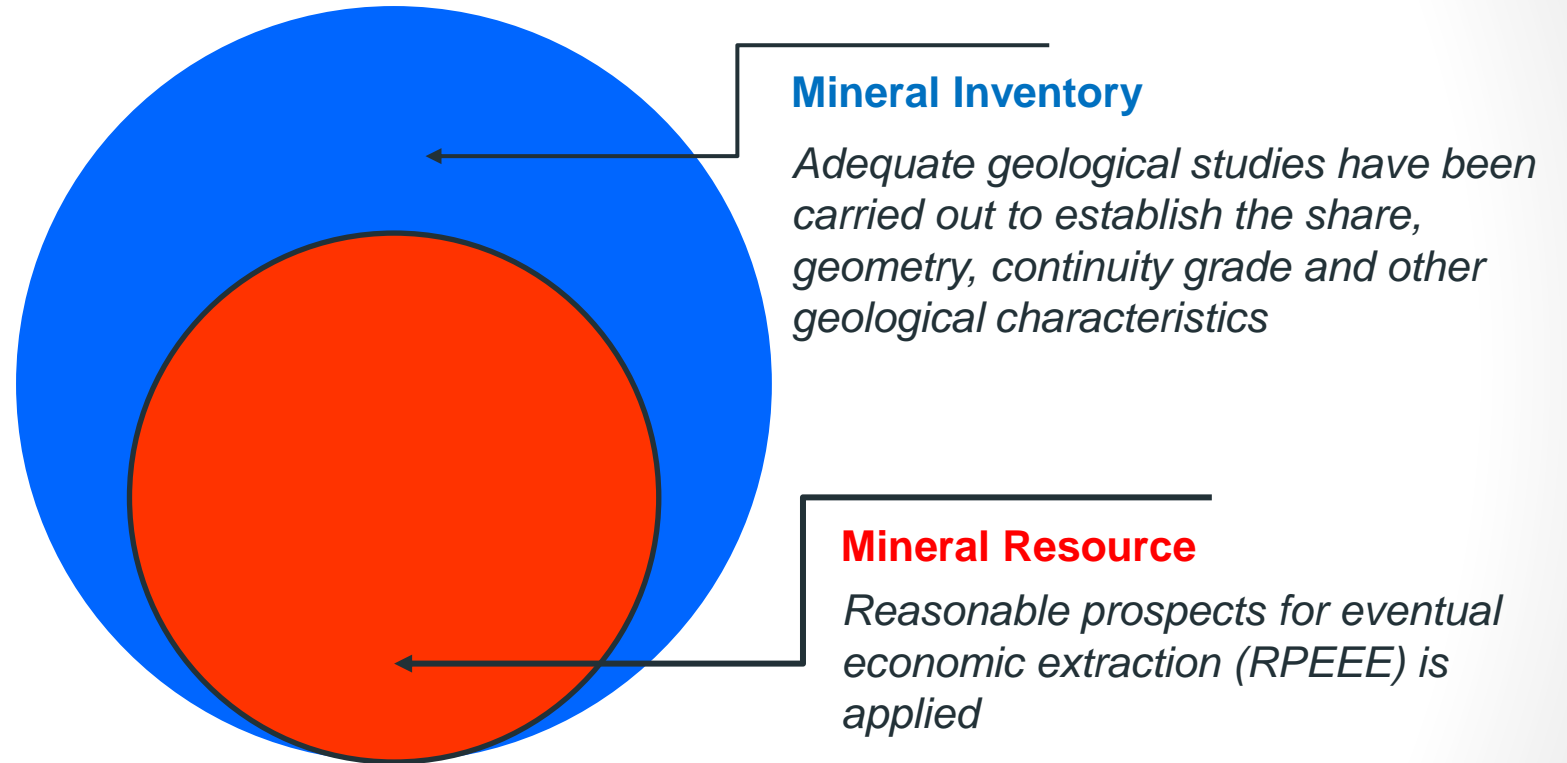 Mineral Inventory
Adequate geological studies have been
carried out to establish the share,
geometry, continuity grade and other
geological characteristics
Mineral Resource
Reasonable prospects for eventual
economic extraction (RPEEE) is
applied